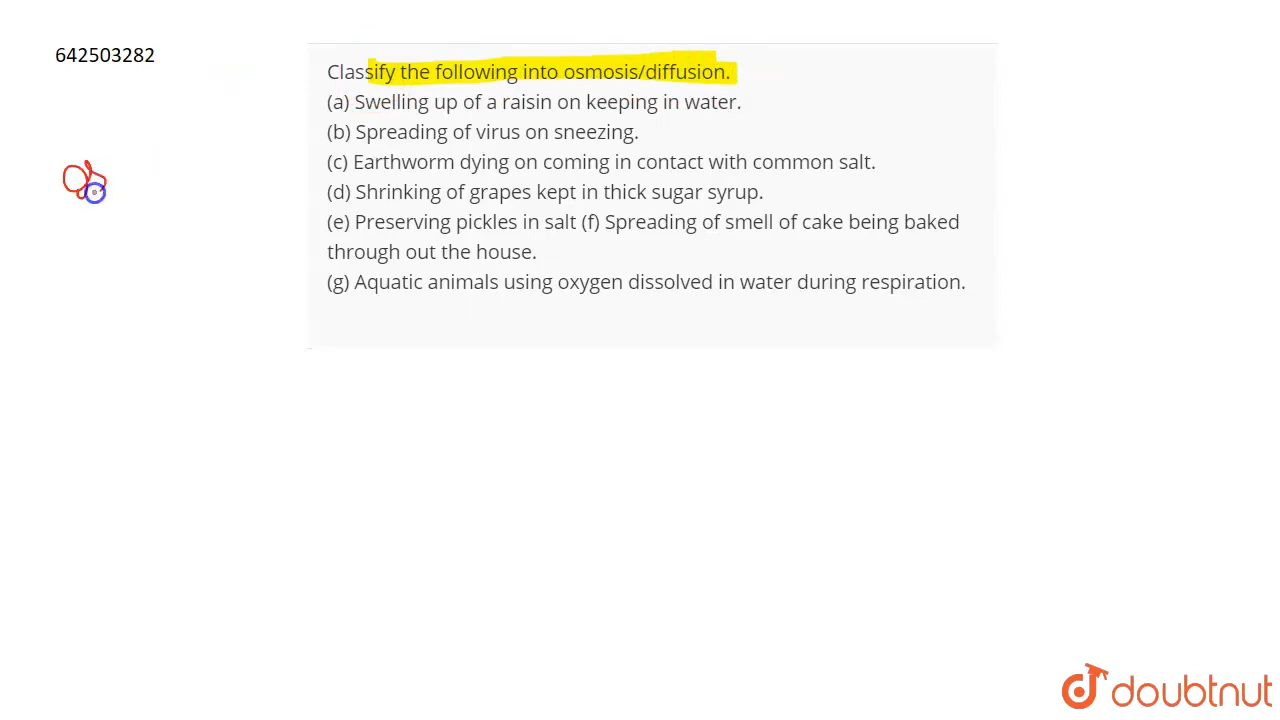 642503282
Classify the following into osmosis/diffusion.
(a) Swelling up of a raisin on keeping in water.
(b) Spreading of virus on sneezing.
(c) Earthworm dying on coming in contact with common salt.
(d) Shrinking of grapes kept in thick sugar syrup.
(e) Preserving pickles in salt (f) Spreading of smell of cake being baked
through out the house.
(g) Aquatic animals using oxygen dissolved in water during respiration.
doubtnut